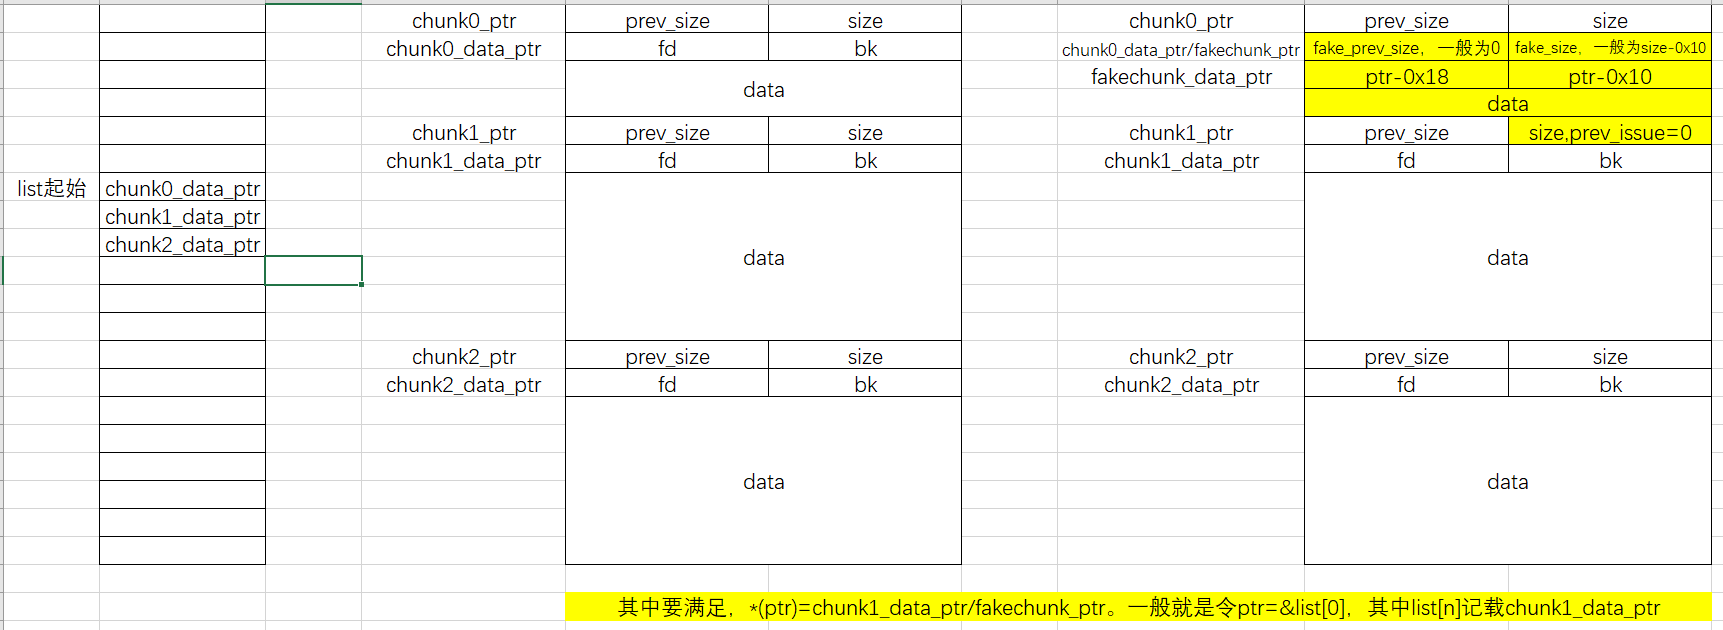 chunk0_ptr prev_size size chunk0_ptr prev_size size
chunk0_data_ptr fd bk chunk0_data_ptr/fakechunk_ptr fake_prev_size，一般为0 fake_size，一般为size-0x10
fakechunk_data_ptr ptr-0x18 ptr-0x10
data data
chunk1_ptr prev_size size chunk1_ptr prev_size size,prev_issue=0
chunk1_data_ptr fd bk chunk1_data_ptr fd bk
list起始 chunk0_data_ptr
chunk1_data_ptr
chunk2_data_ptr
data data
chunk2_ptr prev_size size chunk2_ptr prev_size size
chunk2_data_ptr fd bk chunk2_data_ptr fd bk
data data
其中要满足，*(ptr)=chunk1_data_ptr/fakechunk_ptr。一般就是令ptr=&list[0]，其中list[n]记载chunk1_data_ptr